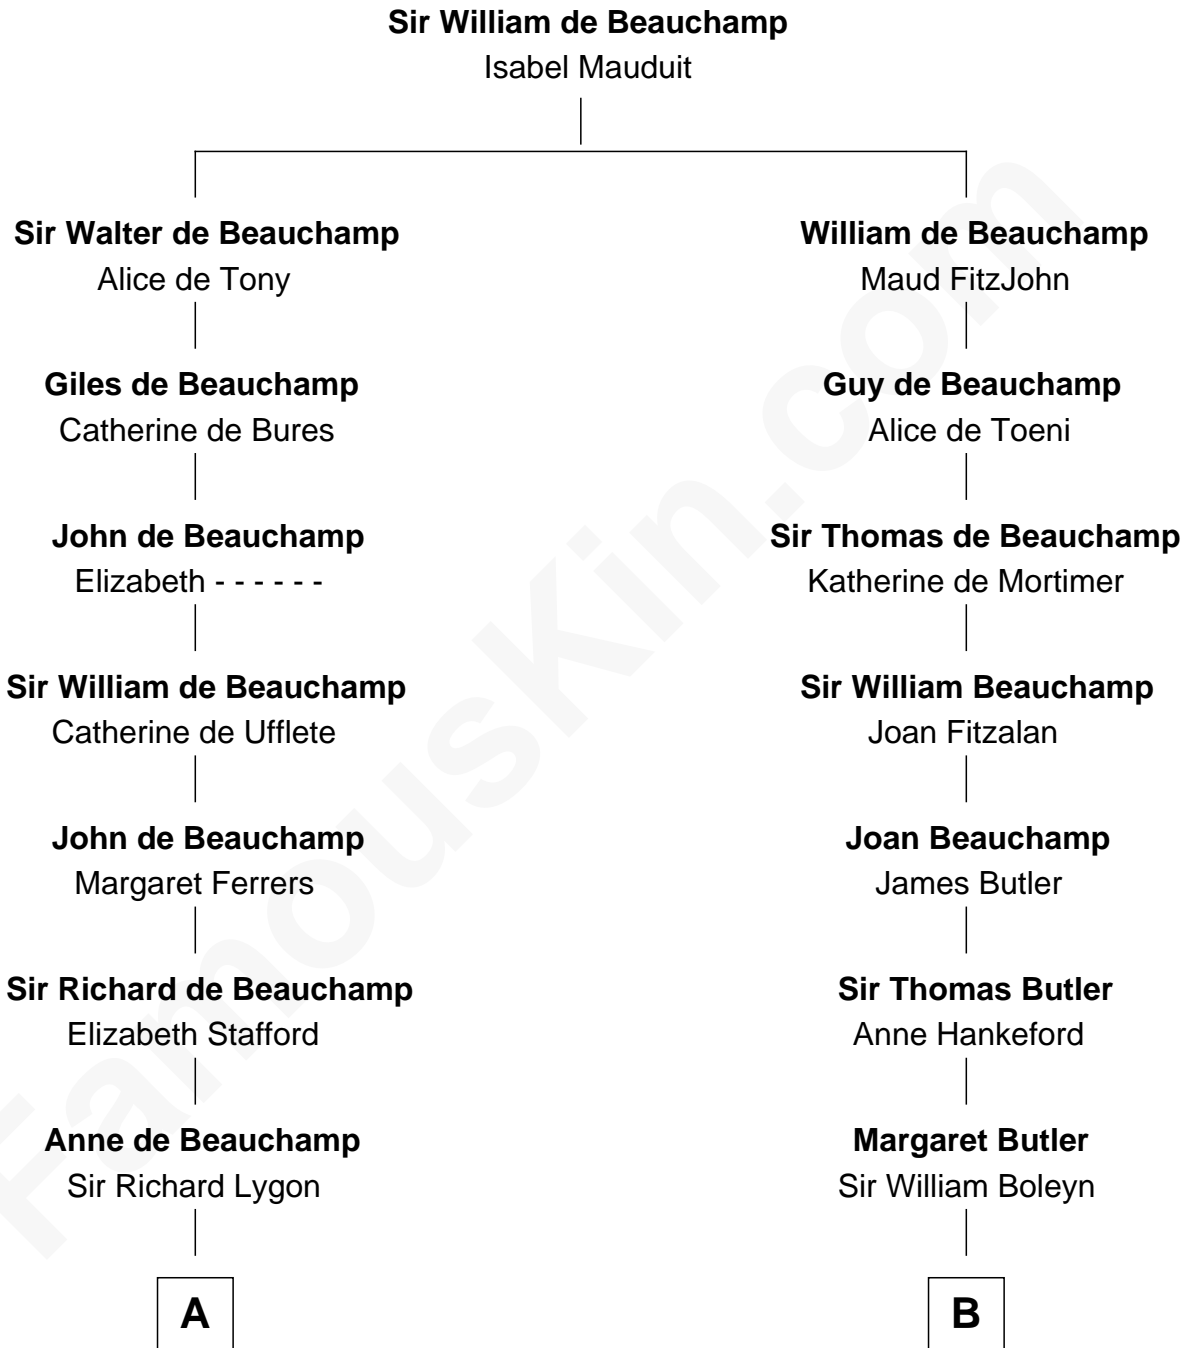 Sir William de Beauchamp
Isabel Mauduit
Sir Walter de Beauchamp
Alice de Tony
Giles de Beauchamp
Catherine de Bures
John de Beauchamp
Elizabeth - - - - - -
Sir William de Beauchamp
Catherine de Ufflete
John de Beauchamp
Margaret Ferrers
Sir Richard de Beauchamp
Elizabeth Stafford
Anne de Beauchamp
Sir Richard Lygon
A
William de Beauchamp
Maud FitzJohn
Guy de Beauchamp
Alice de Toeni
Sir Thomas de Beauchamp
Katherine de Mortimer
Sir William Beauchamp
Joan Fitzalan
Joan Beauchamp
James Butler
Sir Thomas Butler
Anne Hankeford
Margaret Butler
Sir William Boleyn
B
FamousKin.com